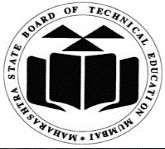 MAHARASHTRA STATE BOARD OF TECHNICAL EDUCATION MUMBAI